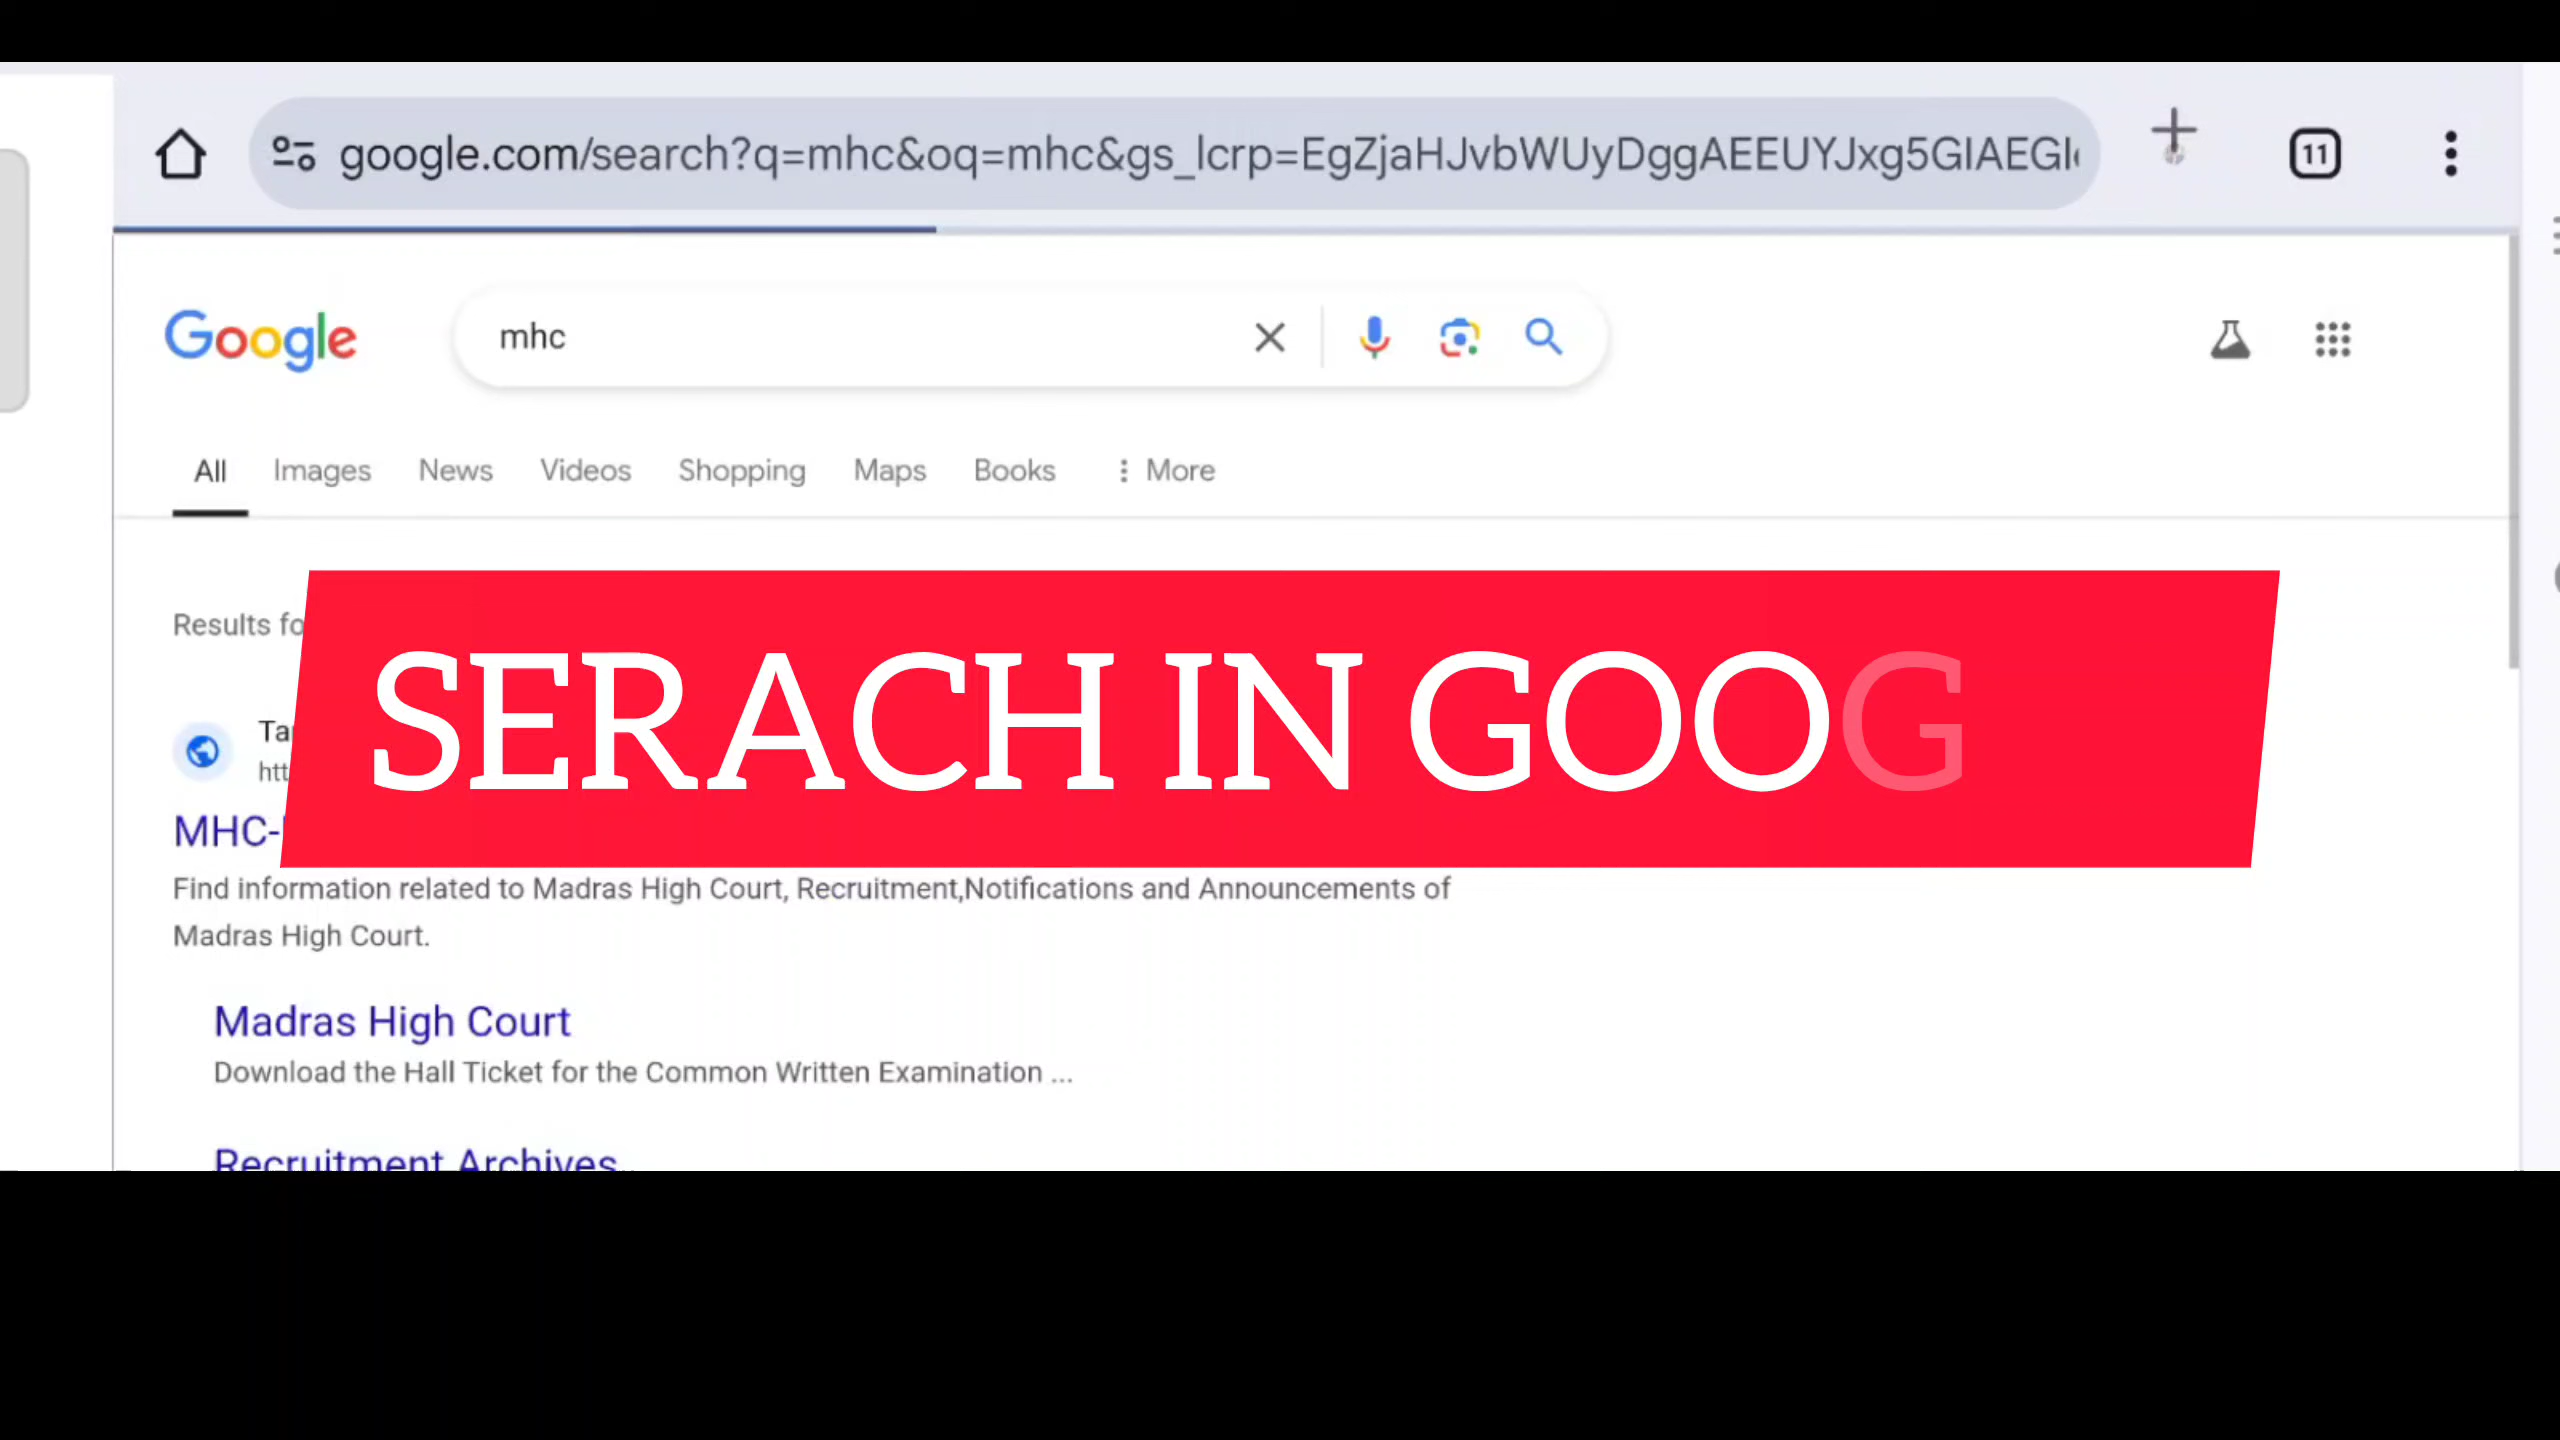 google.com/search?q=mhc&oq=mhc&gs_lcrp=EgZjaHJvbWUyDggAEEUYJxg5GIAEGI
11
Google
mhc
All Images News Videos Shopping Maps Books More
Results fo
SERACH IN GOOG
Ta
htt
MHC-
Find information related to Madras High Court, Recruitment,Notifications and Announcements of
Madras High Court.
Madras High Court
Download the Hall Ticket for the Common Written Examination ...
Recruitment Archives